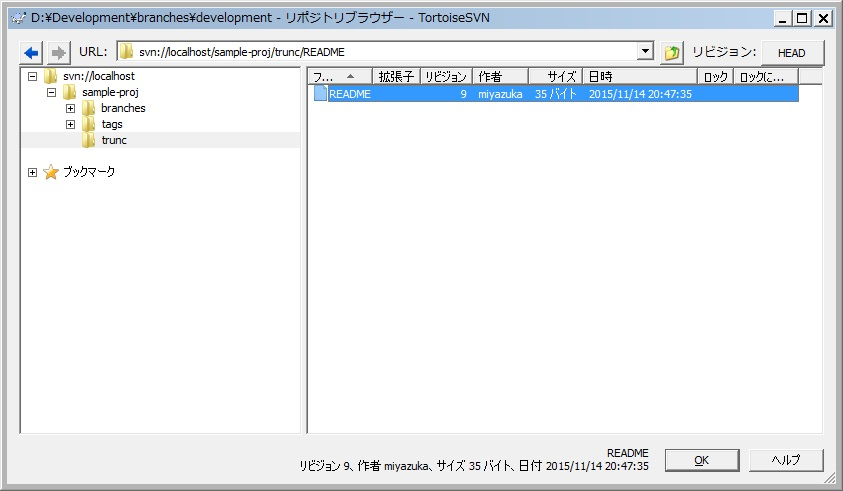 D:¥Development¥branches¥development - リポジトリブラウザー - TortoiseSVN
URL: svn://localhost/sample-proj/trunc/README リビジョン: HEAD
svn://localhost
sample-proj
branches
tags
trunc
ブックマーク
フ... 拡張子 リビジョン 作者 サイズ 日時 ロック ロックに...
README 9 miyazuka 35 バイト 2015/11/14 20:47:35
README
リビジョン 9、作者 miyazuka、サイズ 35 バイト、日付 2015/11/14 20:47:35
OK ヘルプ